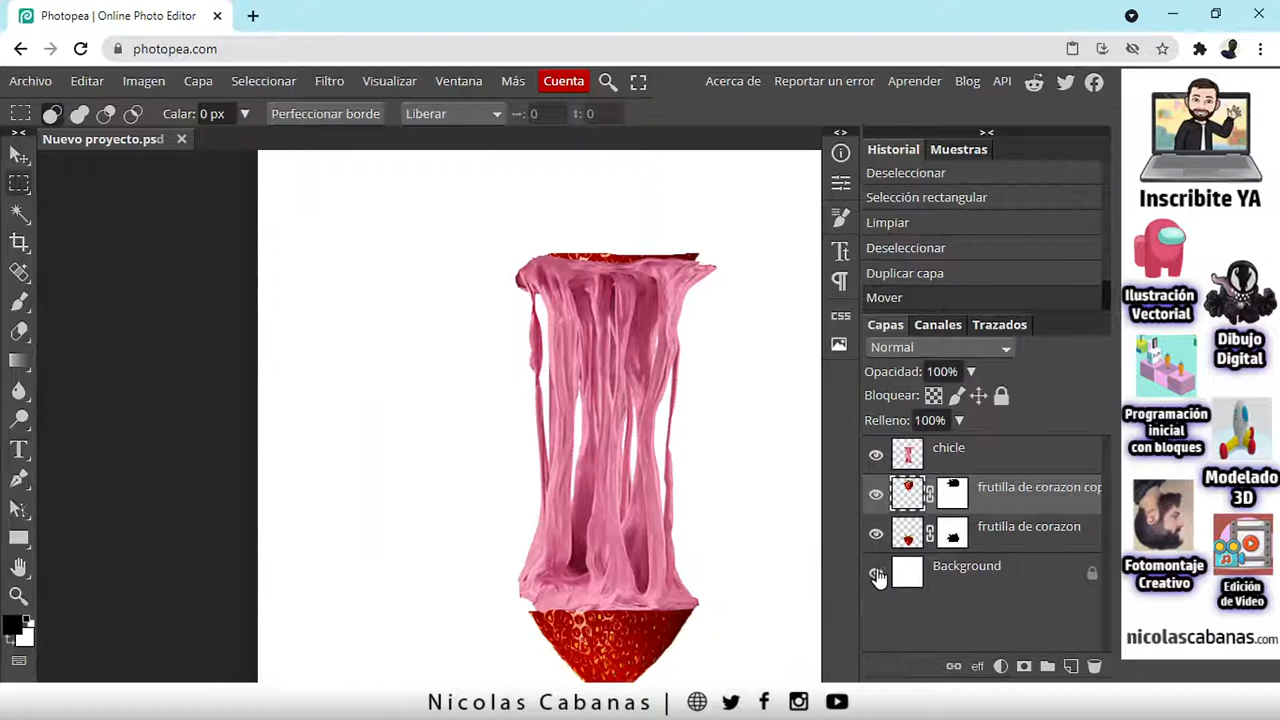 Photopea | Online Photo Editor
photopea.com
Archivo Editar Imagen Capa Seleccionar Filtro Visualizar Ventana Más Cuenta Acerca de Reportar un error Aprender Blog API
Calar: 0 px Perfeccionar borde Liberar 0 0
Nuevo proyecto.psd
Historial Muestras
Deseleccionar
Selección rectangular
Limpiar
Deseleccionar
Duplicar capa
Mover
CSS
Capas Canales Trazados
Normal
Opacidad: 100%
Bloquear:
Relleno: 100%
chicle
frutilla de corazon cop
frutilla de corazon
Background
eff
Inscribite YA
Ilustración
Vectorial
Dibujo
Digital
Programación
inicial
con bloques
Modelado
3D
Fotomontaje
Creativo
Edición
de Video
nicolascabanas.com
Nicolas Cabanas |